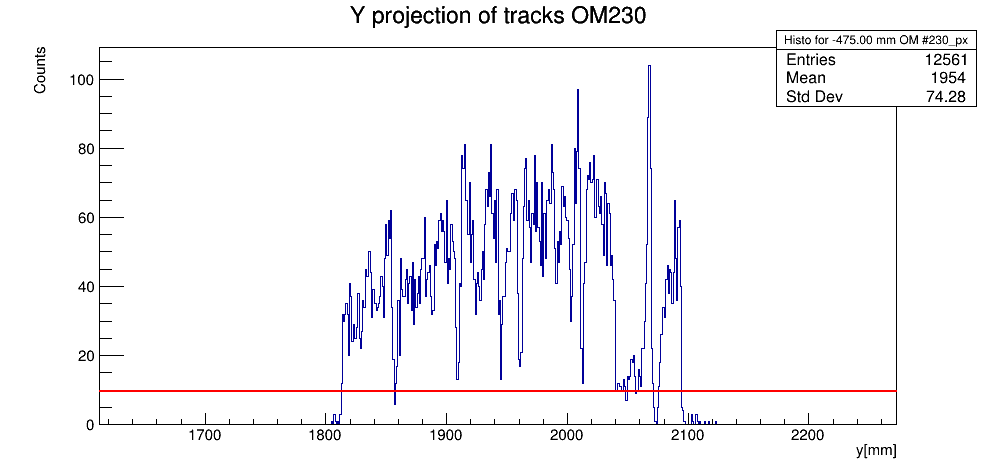 Y projection of tracks OM230
Histo for -475.00 mm OM #230_px
Entries 12561
Mean 1954
Std Dev 74.28
Counts
100
80
60
40
20
0
1700 1800 1900 2000 2100 2200
y[mm]